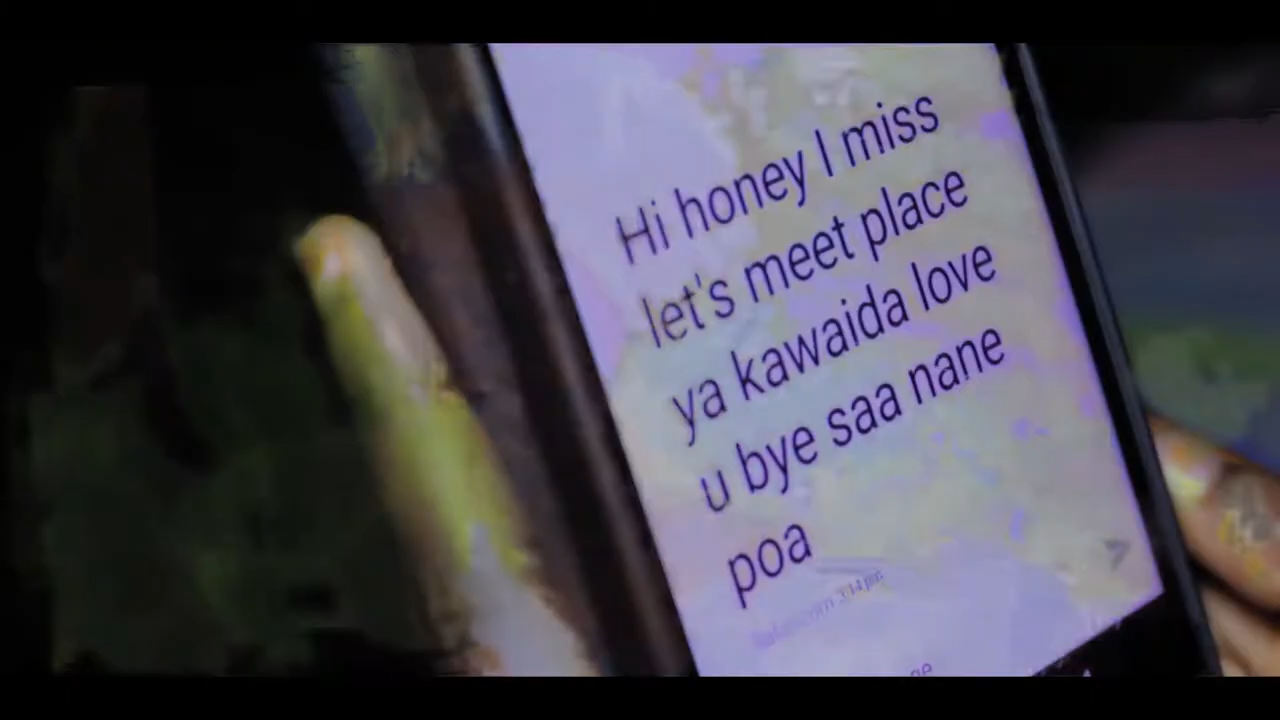 Hi honey I miss
let's meet place
ya kawaida love
u bye saa nane
poa